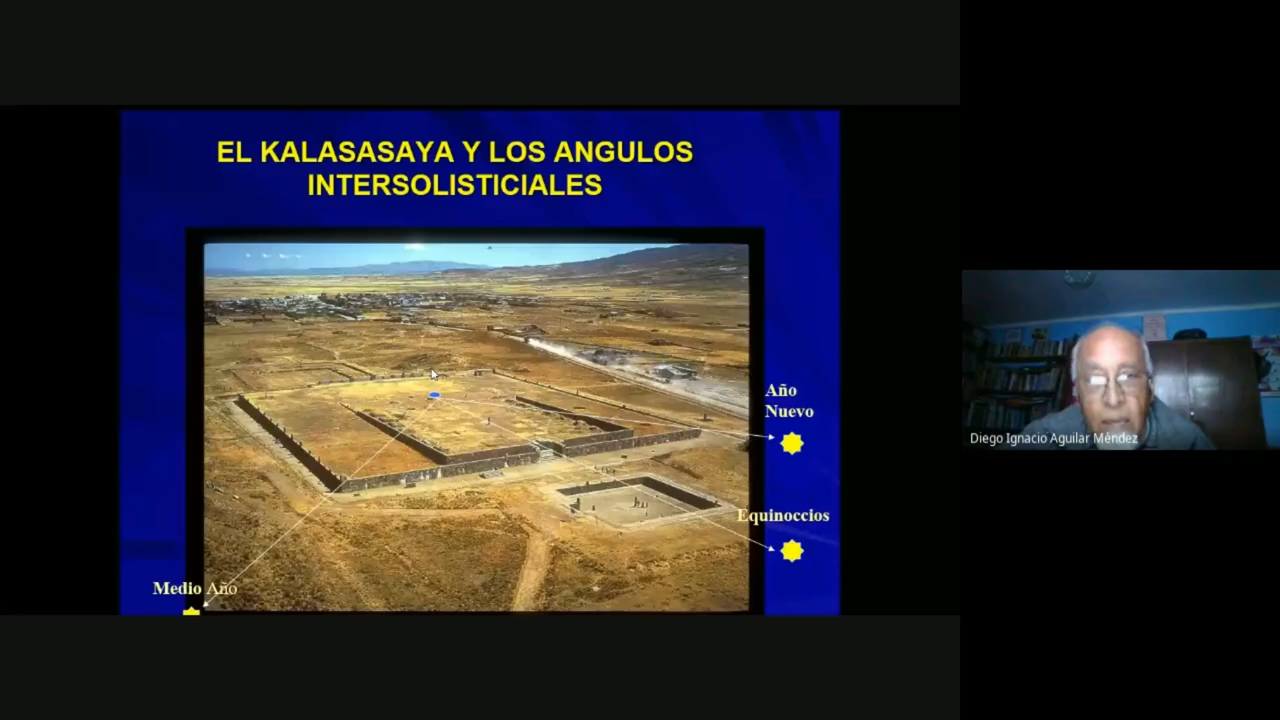 EL KALASASAYA Y LOS ANGULOS
INTERSOLISTICIALES
Año
Nuevo
Equinoccios
Medio Año
Diego Ignacio Aguilar Méndez